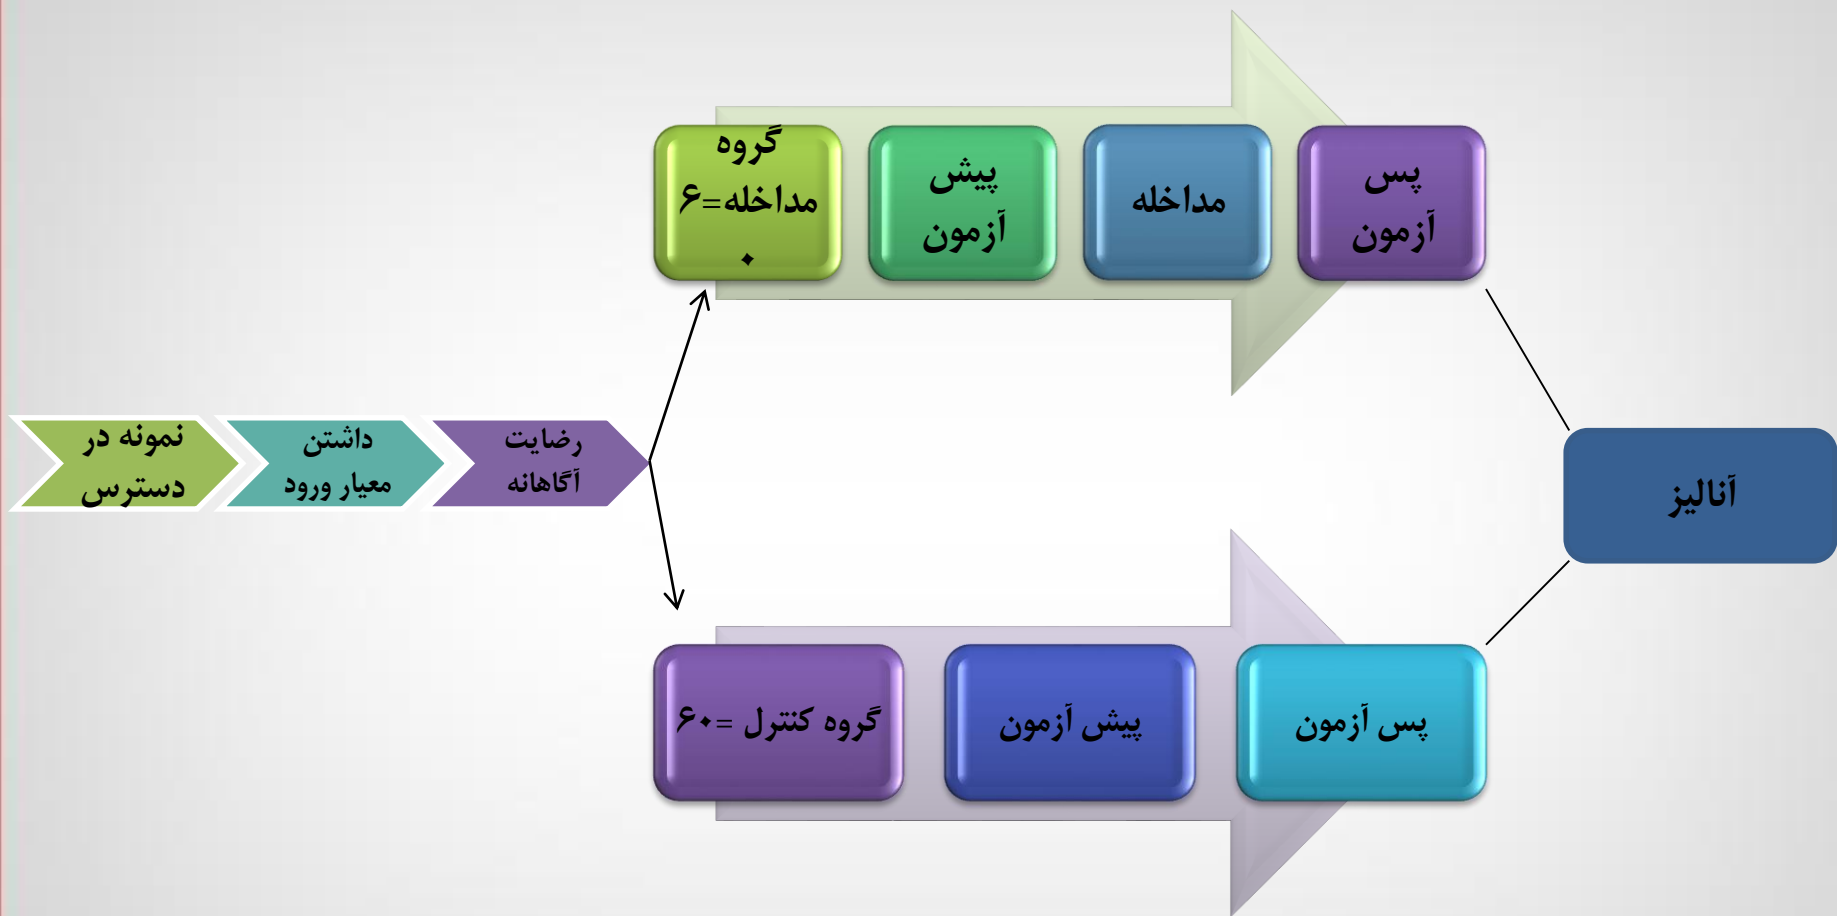 گروه
مداخله=۶
۰
پیش
آزمون
مداخله
پس
آزمون
نمونه در
دسترس
داشتن
معیار ورود
رضایت
آگاهانه
آنالیز
گروه کنترل =۶۰
پیش آزمون
پس آزمون